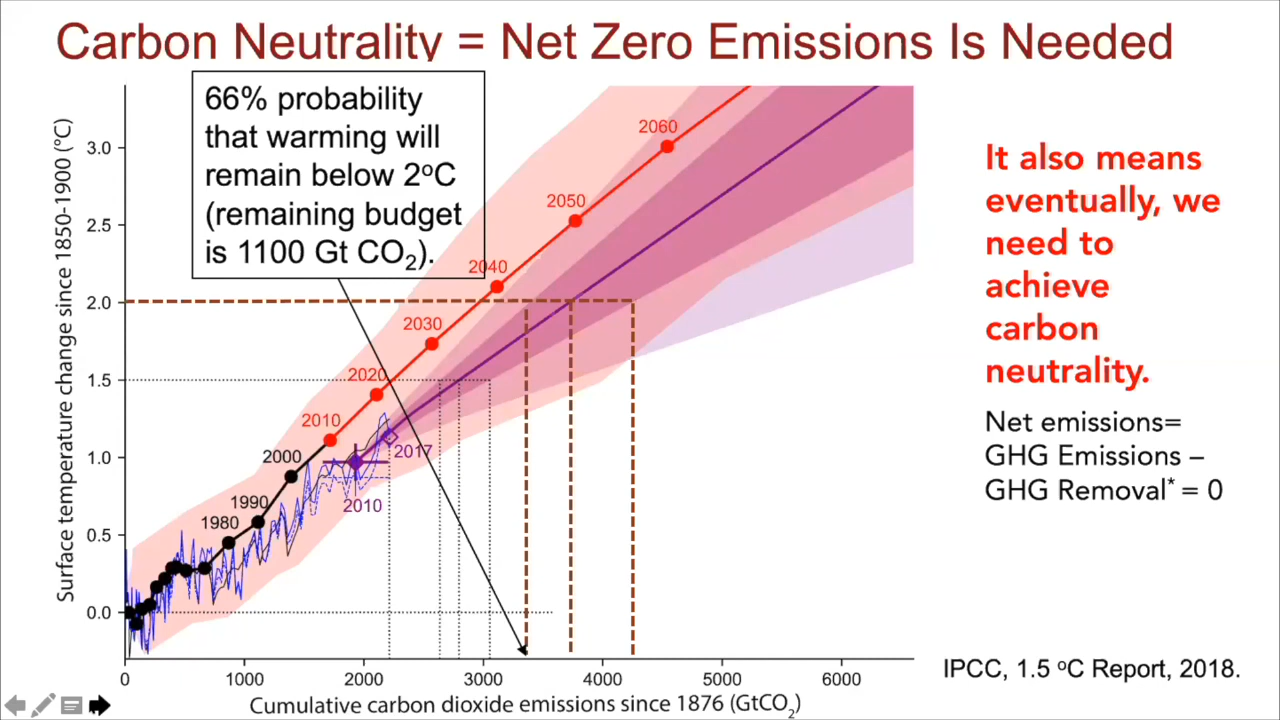 Carbon Neutrality = Net Zero Emissions Is Needed
66% probability
that warming will
remain below 2ºC
(remaining budget
is 1100 Gt CO₂).
Surface temperature change since 1850-1900 (°C)
3.0
2.5
2.0
1.5
1.0
0.5
0.0
2060
2050
2040
2030
2020
2010
2000
1990
1980
2017
2010
0 1000 2000 3000 4000 5000 6000
Cumulative carbon dioxide emissions since 1876 (GtCO₂)
It also means
eventually, we
need to
achieve
carbon
neutrality.
Net emissions=
GHG Emissions –
GHG Removal* = 0
IPCC, 1.5 ºC Report, 2018.